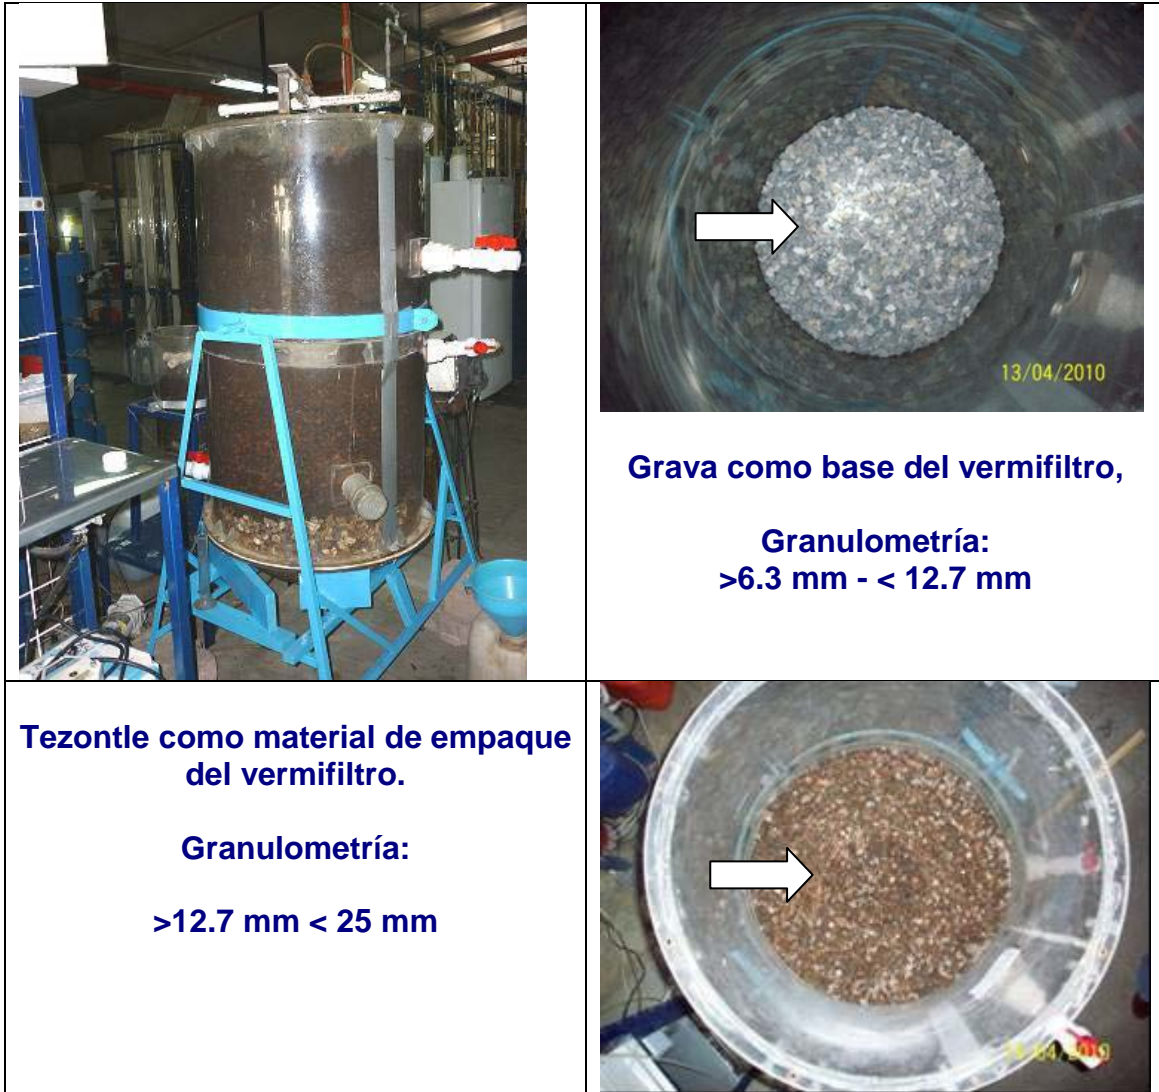 13/04/2010
Grava como base del vermifiltro,
Granulometría:
>6.3 mm - < 12.7 mm
Tezontle como material de empaque
del vermifiltro.
Granulometría:
>12.7 mm < 25 mm